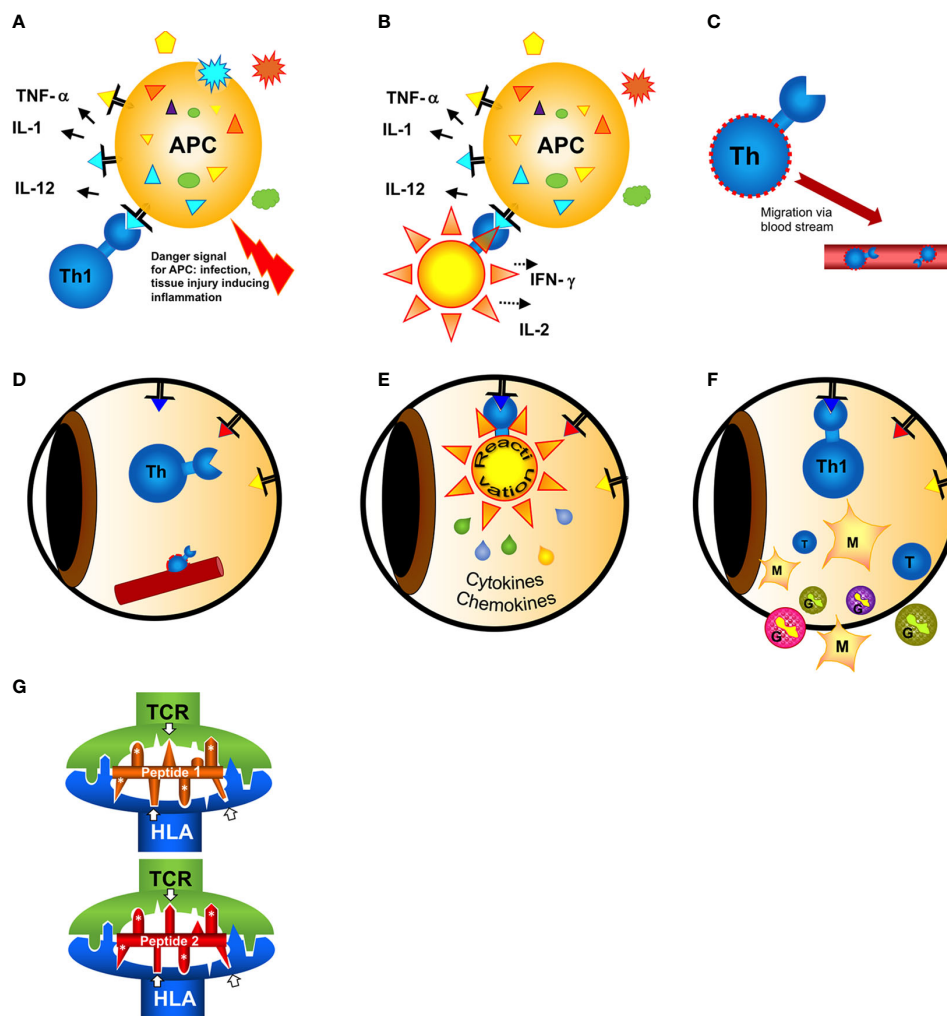 A
TNF-α
IL-1
IL-12
APC
Th1
Danger signal
for APC: infection,
tissue injury inducing
inflammation
B
TNF-α
IL-1
IL-12
APC
IFN-γ
IL-2
C
Th
Migration via
blood stream
D
Th
E
Reacti
vation
Cytokines
Chemokines
F
Th1
M
T
M
T
G
G
G
G
M
G
TCR
*
*
Peptide 1
*
*
HLA
TCR
*
*
Peptide 2
*
*
HLA